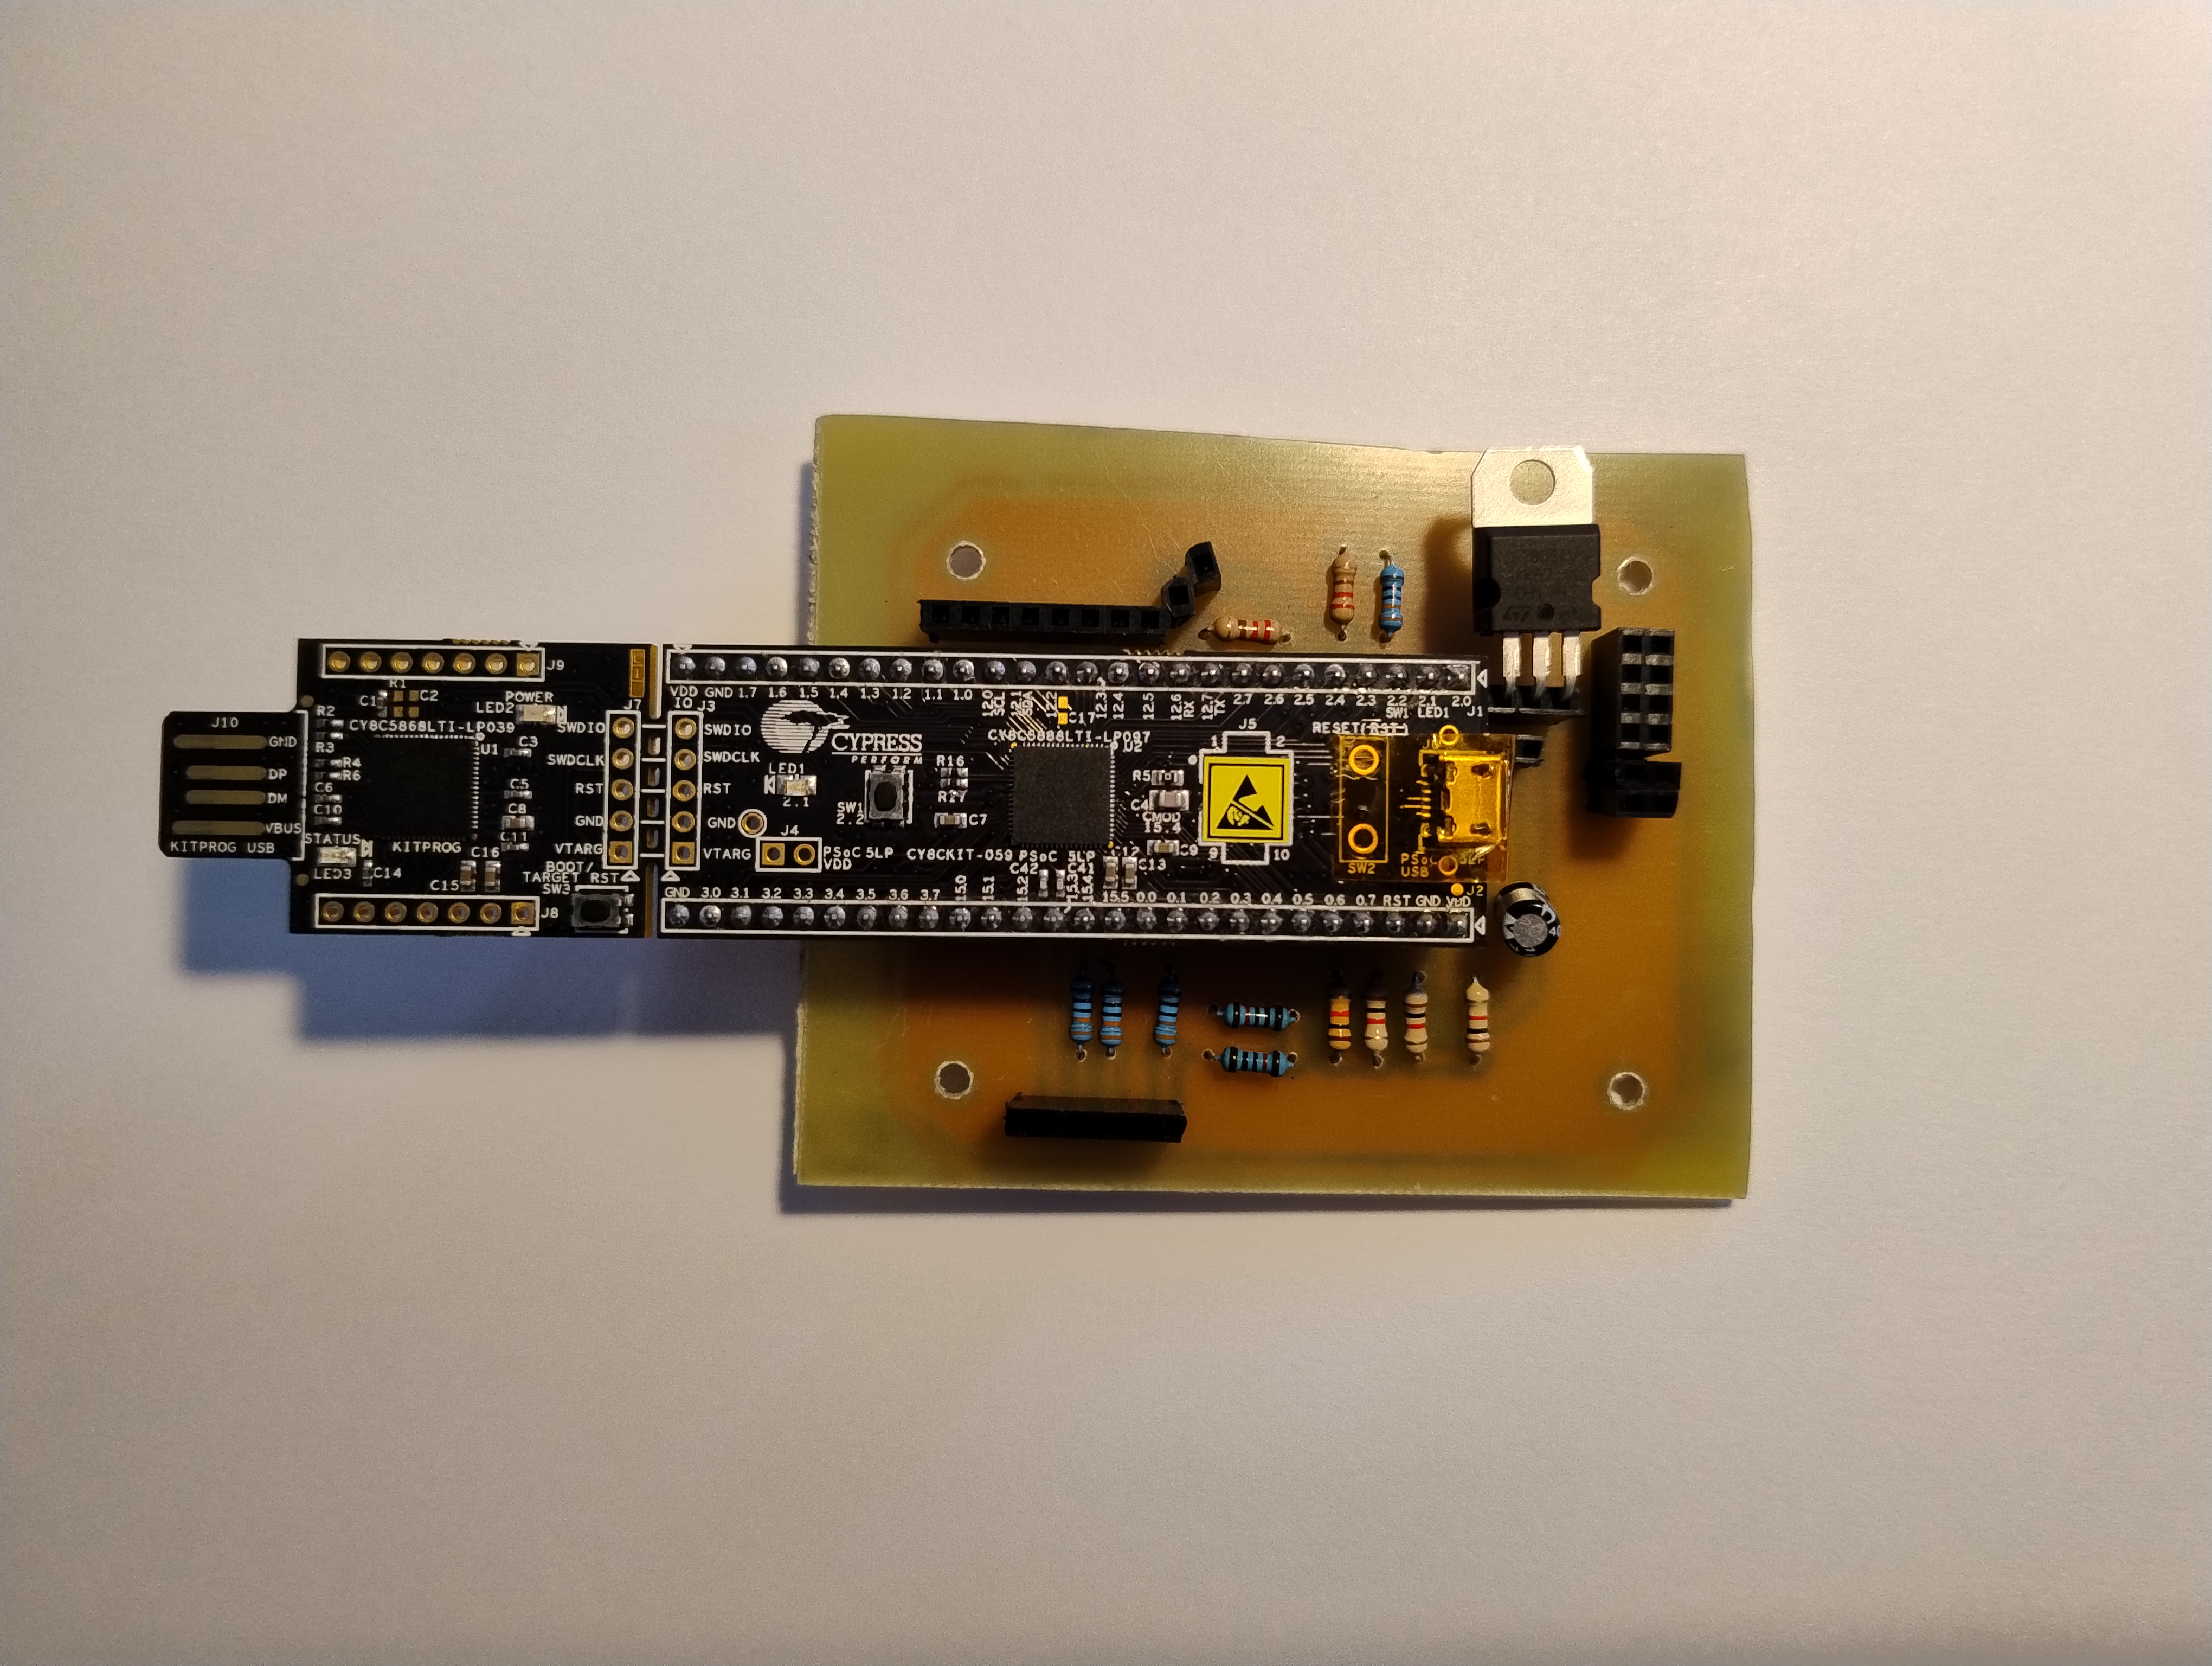 J9
R1
C1
C2
POWER
LED2
R2
CY8C5868LTI-LP039
J10
GND
DP
DM
VBUS
KITPROG USB
R3
R4
R6
C6
C10
U1
C3
C5
C8
C11
STATUS
LED3
C14
KITPROG
C16
C15
J8
BOOT/
TARGET RST
SW3
J7
SWDIO
SWDCLK
RST
GND
VTARG
VDD GND 1.7 1.6 1.5 1.4 1.3 1.2 1.1 1.0 12.0 12.1 12.2 12.3 12.4 12.5 12.6 12.7 2.7 2.6 2.5 2.4 2.3 2.2 2.1 2.0
IO
SCL SDA RX TX SW1 LED1 J1
J3
SWDIO
SWDCLK
RST
GND
VTARG
CYPRESS
PERFORM
C17
CY8C5888LTI-LP097
U2
LED1
2.1
SW1
2.2
R16
R17
C7
J4
PSoC 5LP
VDD
CY8CKIT-059 PSoC 5LP
R5
C4
CMOD
15.4
C9
C12
C13
C42
C41
J5
1 2
9 10
RESET(RST)
SW2
PSoC 5LP
USB
J2
GND 3.0 3.1 3.2 3.3 3.4 3.5 3.6 3.7 15.0 15.1 15.2 15.3 15.4 15.5 0.0 0.1 0.2 0.3 0.4 0.5 0.6 0.7 RST GND VDD